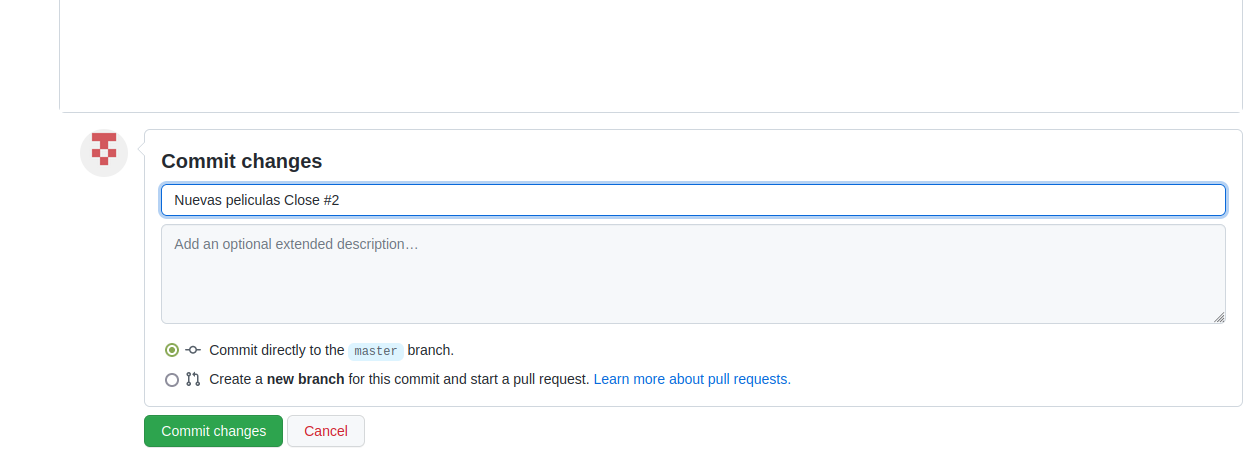 Commit changes
Nuevas peliculas Close #2
Add an optional extended description…
Commit directly to the master branch.
Create a new branch for this commit and start a pull request. Learn more about pull requests.
Commit changes Cancel